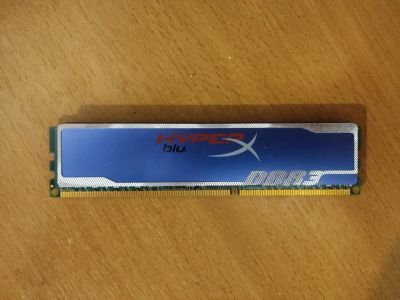 HYPERX
blu.
DDR3